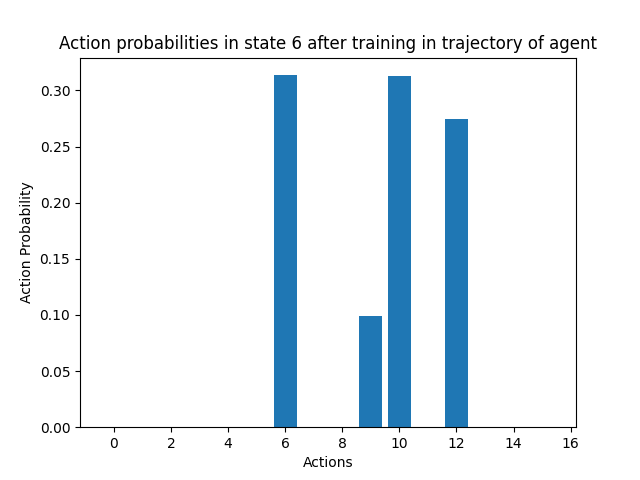 Action probabilities in state 6 after training in trajectory of agent
0.30
0.25
0.20
0.15
0.10
0.05
0.00
Action Probability
0 2 4 6 8 10 12 14 16
Actions